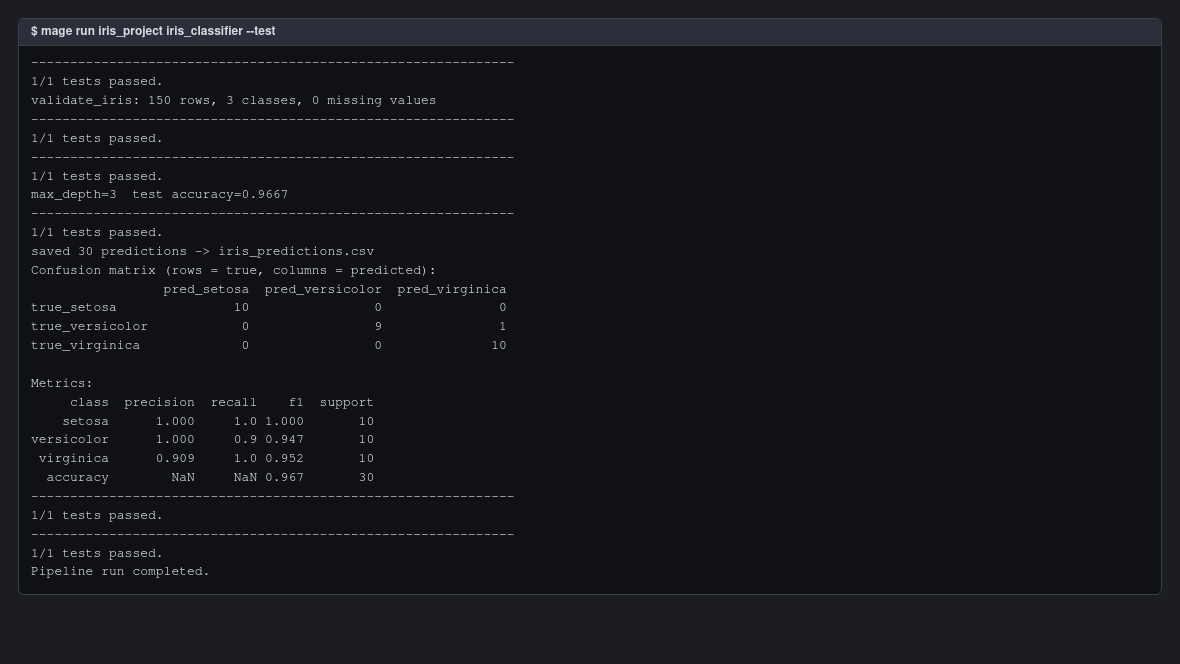 $ mage run iris_project iris_classifier --test
--------------------------------------------------------------
1/1 tests passed.
validate_iris: 150 rows, 3 classes, 0 missing values
--------------------------------------------------------------
1/1 tests passed.
--------------------------------------------------------------
1/1 tests passed.
max_depth=3  test accuracy=0.9667
--------------------------------------------------------------
1/1 tests passed.
saved 30 predictions -> iris_predictions.csv
Confusion matrix (rows = true, columns = predicted):
                 pred_setosa  pred_versicolor  pred_virginica
true_setosa               10                0               0
true_versicolor            0                9               1
true_virginica             0                0              10

Metrics:
     class  precision  recall    f1  support
    setosa      1.000     1.0 1.000       10
versicolor      1.000     0.9 0.947       10
 virginica      0.909     1.0 0.952       10
  accuracy        NaN     NaN 0.967       30
--------------------------------------------------------------
1/1 tests passed.
--------------------------------------------------------------
1/1 tests passed.
Pipeline run completed.